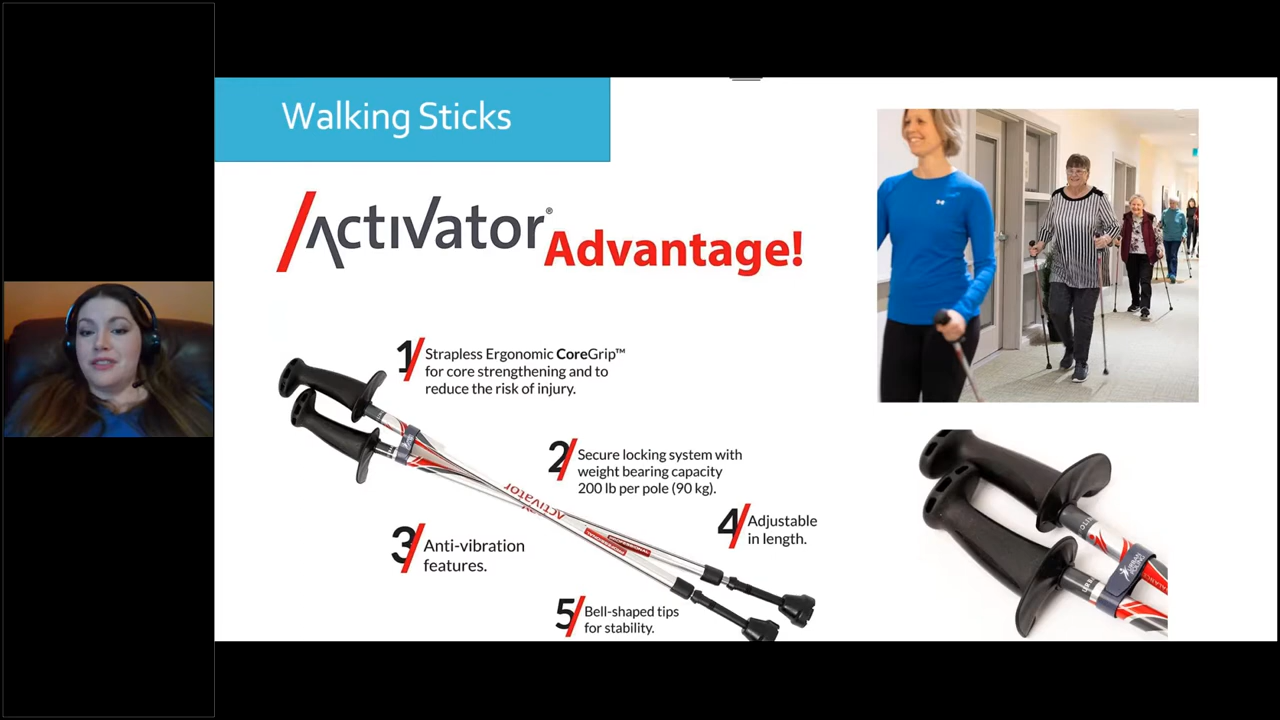 Walking Sticks
Activator®
Advantage!
1 Strapless Ergonomic CoreGrip™
for core strengthening and to
reduce the risk of injury.
2 Secure locking system with
weight bearing capacity
200 lb per pole (90 kg).
3 Anti-vibration
features.
4 Adjustable
in length.
5 Bell-shaped tips
for stability.
ACTIVATOR
URBAN
POLING